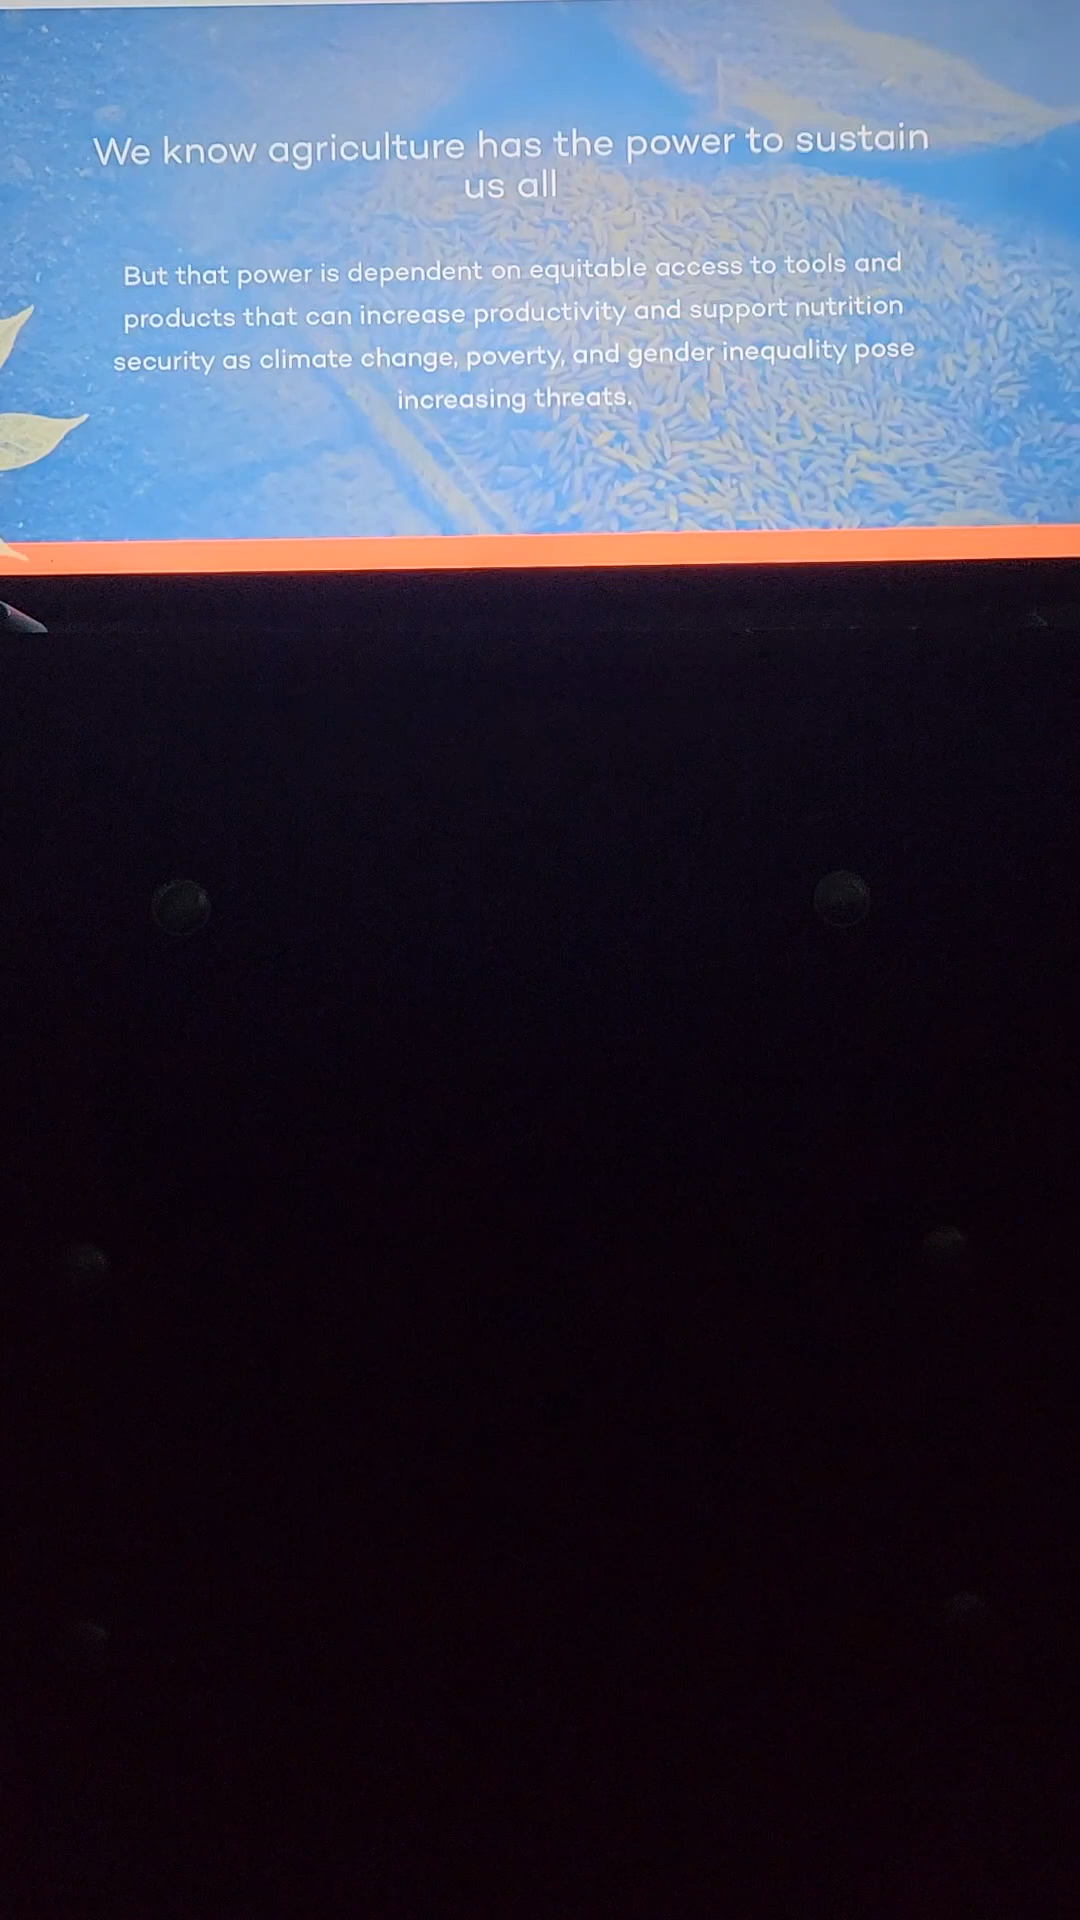 We know agriculture has the power to sustain
us all
But that power is dependent on equitable access to tools and
products that can increase productivity and support nutrition
security as climate change, poverty, and gender inequality pose
increasing threats.